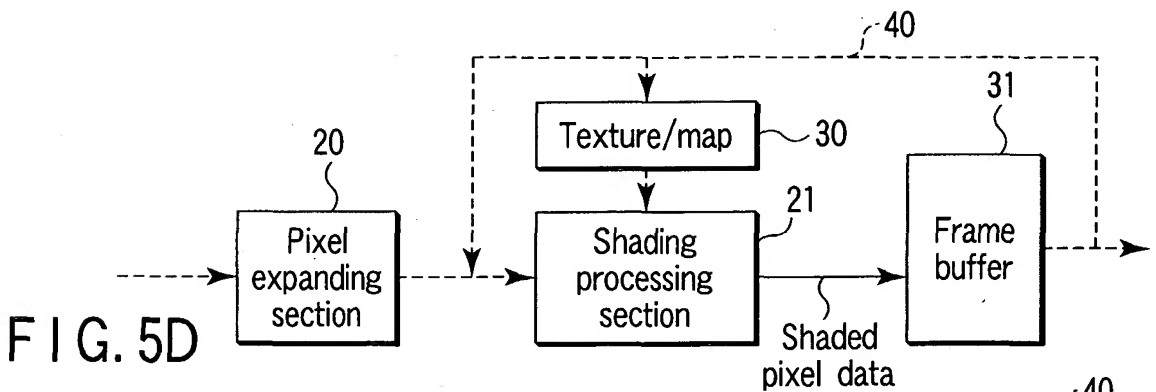 40
31
Texture/map
30
20
21
Pixel
expanding
section
Shading
processing
section
Frame
buffer
FIG. 5D
Shaded
pixel data
40